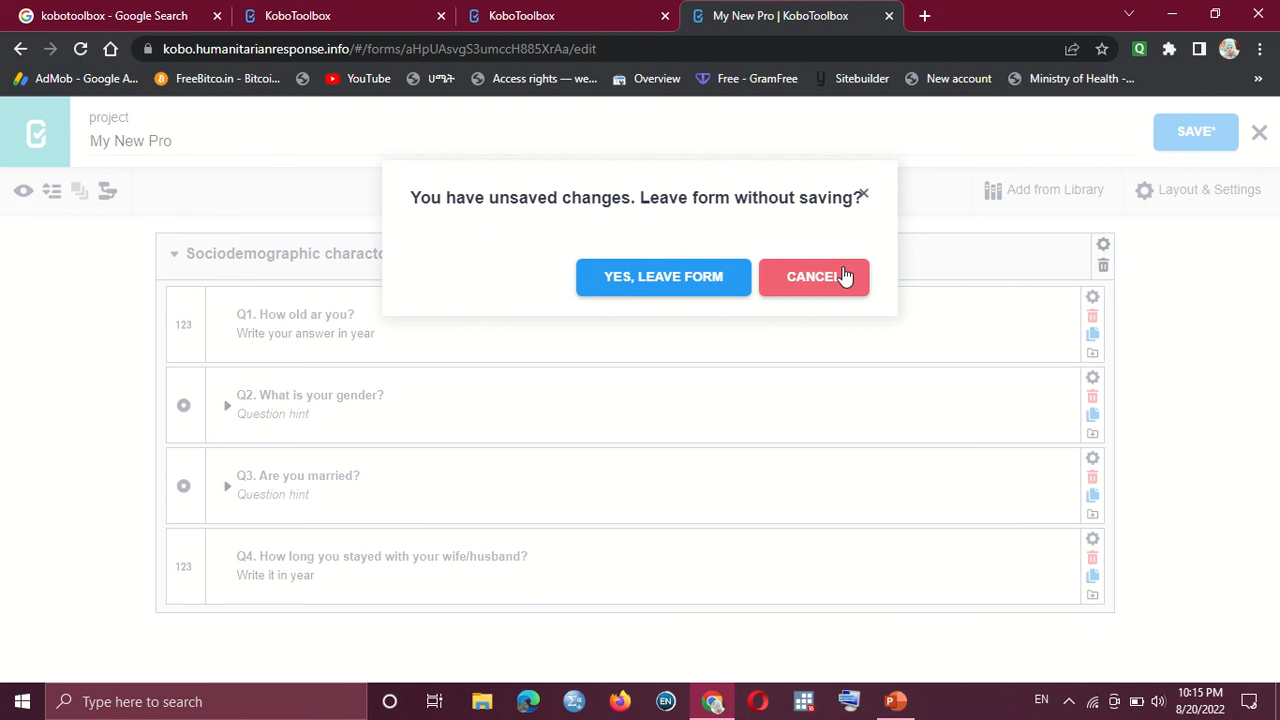 kobotoolbox - Google Search
KoboToolbox
KoboToolbox
My New Pro | KoboToolbox
kobo.humanitarianresponse.info/#/forms/aHpUAsvgS3umccH885XrAa/edit
AdMob - Google A...
FreeBitco.in - Bitcoi...
YouTube
Access rights — we...
Overview
Free - GramFree
Sitebuilder
New account
Ministry of Health -...
»
project
My New Pro
SAVE*
Add from Library
Layout & Settings
You have unsaved changes. Leave form without saving?
YES, LEAVE FORM
CANCEL
Sociodemographic characte
123
Q1. How old ar you?
Write your answer in year
Q2. What is your gender?
Question hint
Q3. Are you married?
Question hint
123
Q4. How long you stayed with your wife/husband?
Write it in year
Type here to search
EN
EN
10:15 PM
8/20/2022